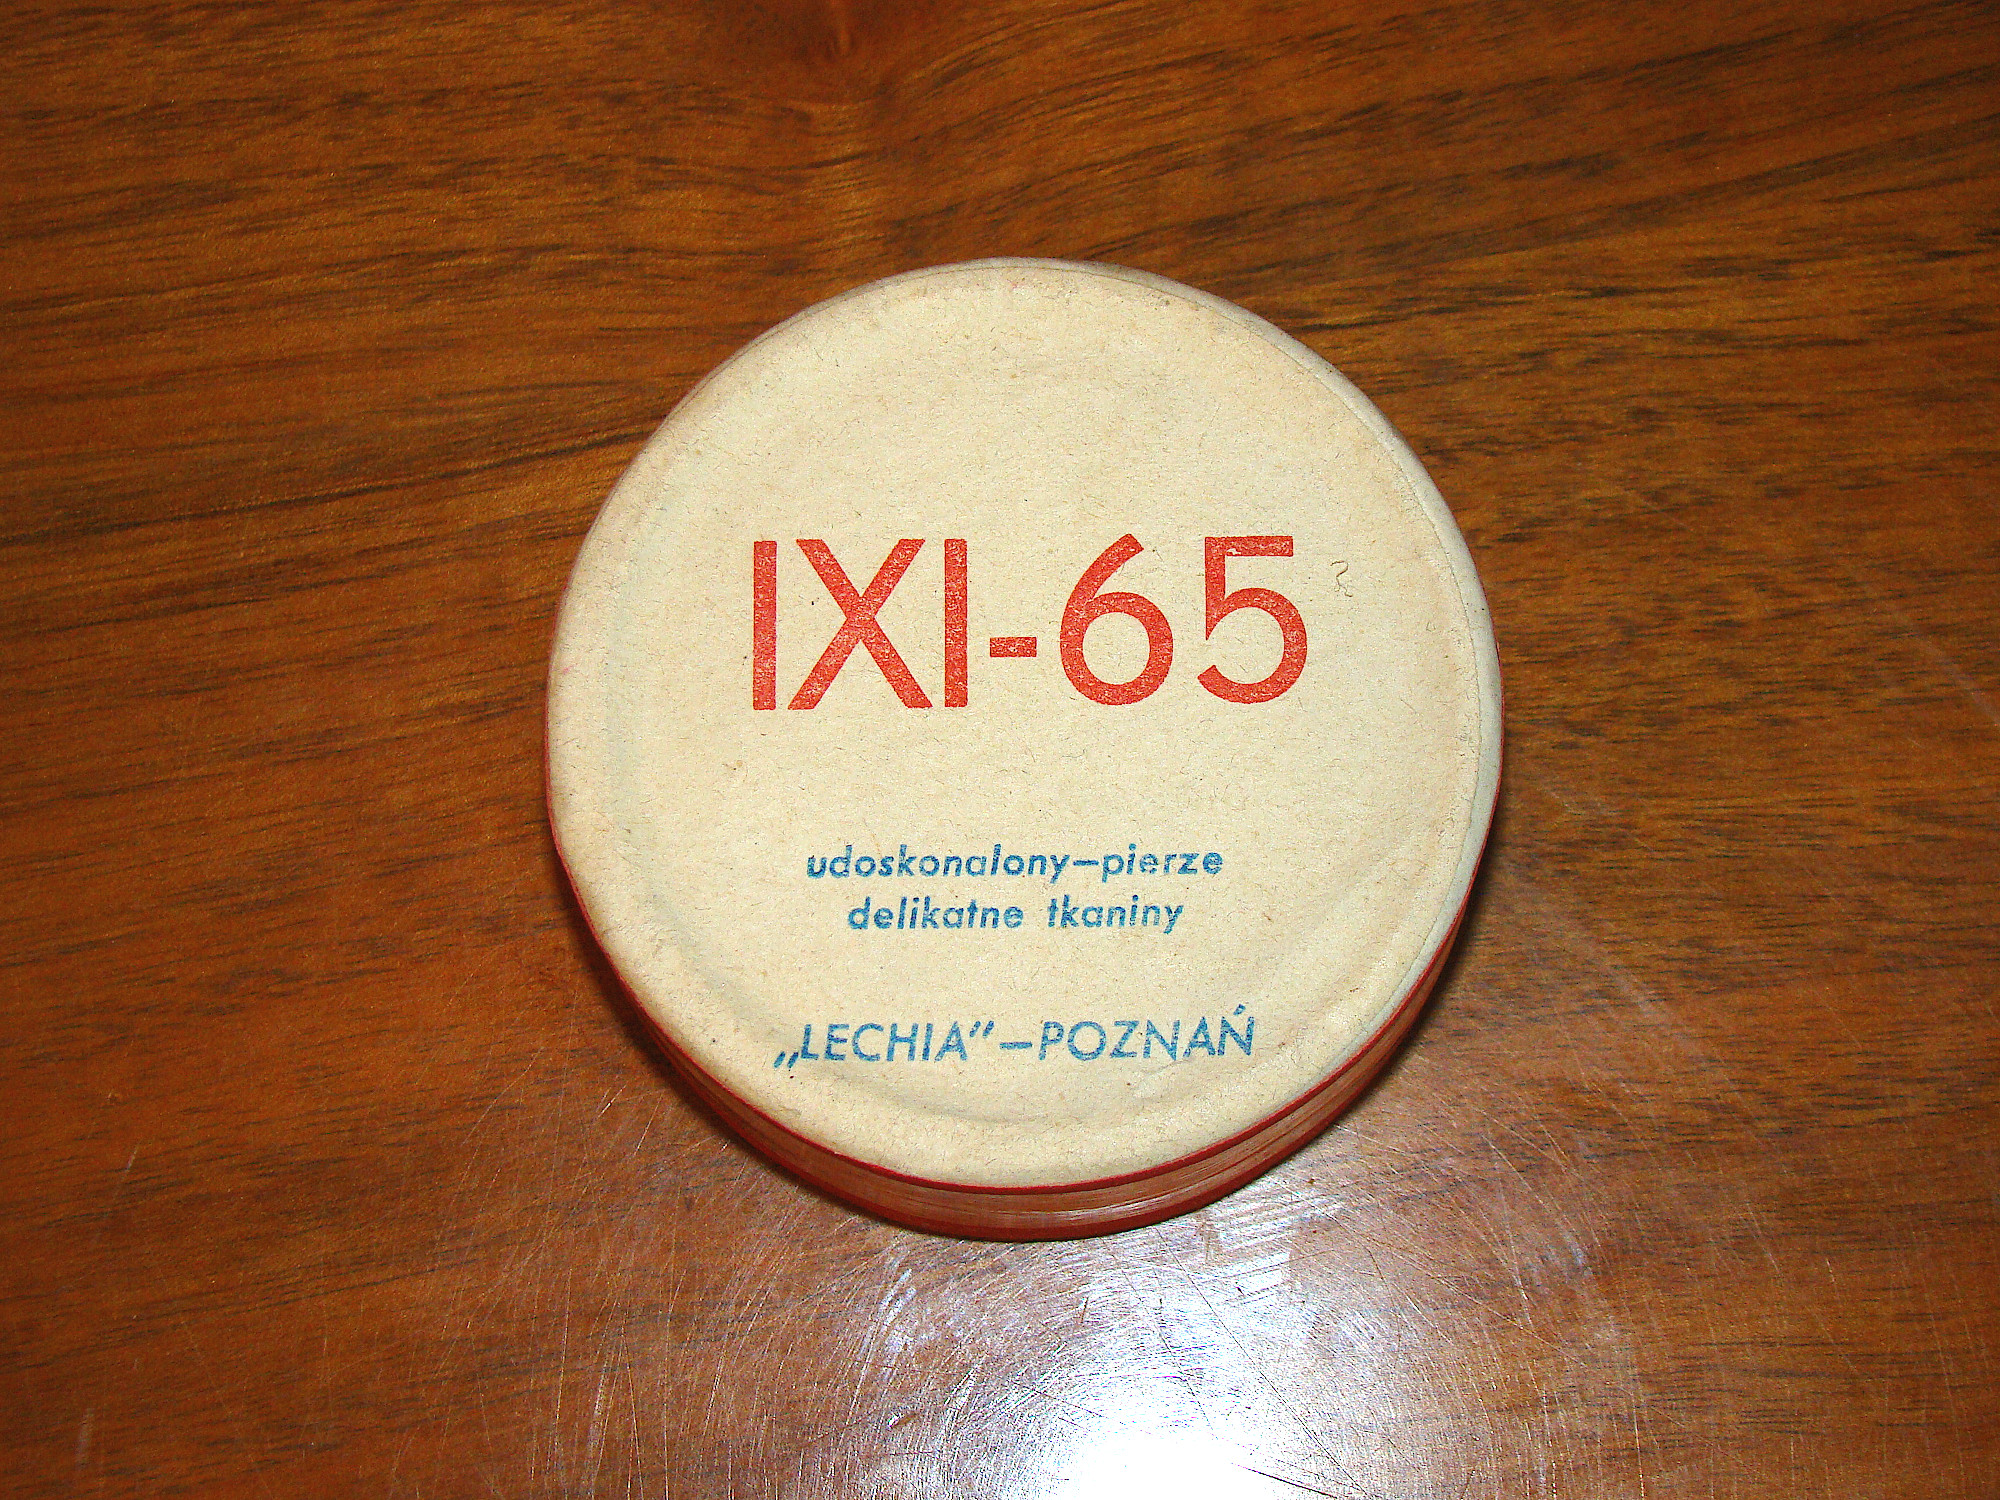 IXI-65
udoskonalony—pierze
delikatne tkaniny
„LECHIA”—POZNAŃ